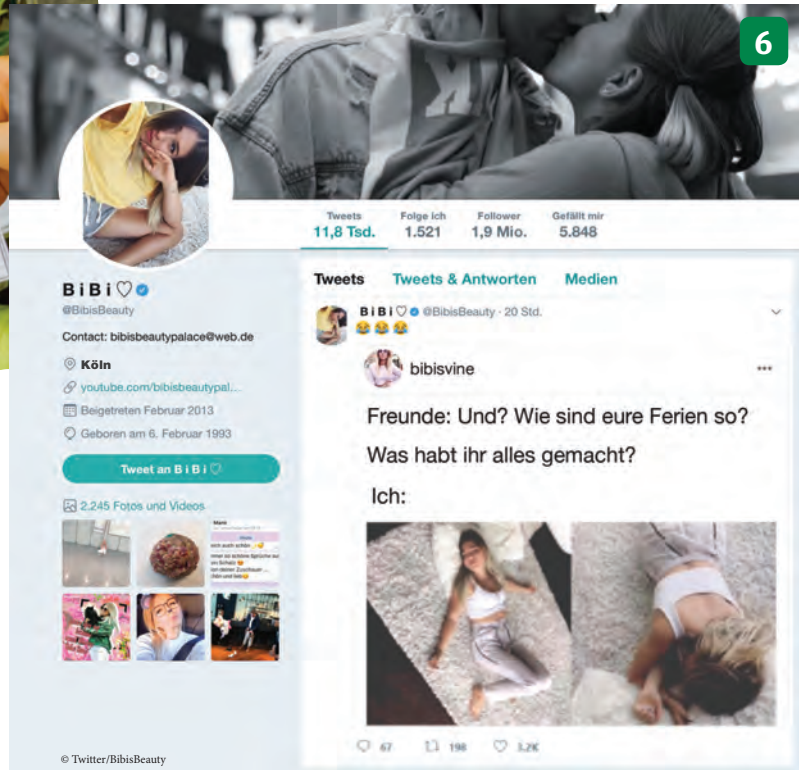 6
Tweets Folge ich Follower Gefällt mir
11,8 Tsd. 1.521 1,9 Mio. 5.848
BiBi♡
@BibisBeauty
Contact: bibisbeautypalace@web.de
Köln
youtube.com/bibisbeautypal...
Beigetreten Februar 2013
Geboren am 6. Februar 1993
Tweet an BiBi♡
2.245 Fotos und Videos
Tweets Tweets & Antworten Medien
BiBi♡ @BibisBeauty · 20 Std.
😂😂😂
bibisvine
Freunde: Und? Wie sind eure Ferien so?
Was habt ihr alles gemacht?
Ich:
67 198 3.2K
© Twitter/BibisBeauty